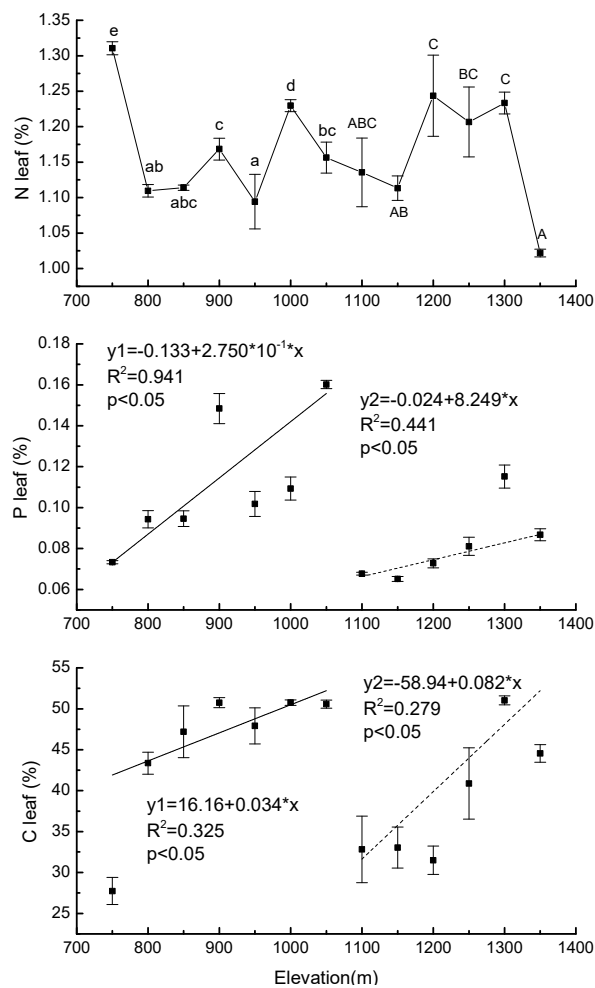 1.35
1.30
1.25
1.20
1.15
1.10
1.05
1.00
N leaf (%)
e
ab
abc
c
a
d
bc
ABC
AB
C
BC
C
A
700 800 900 1000 1100 1200 1300 1400
0.18
0.16
0.14
0.12
0.10
0.08
0.06
P leaf (%)
y1=-0.133+2.750*10⁻¹*x
R²=0.941
p<0.05
y2=-0.024+8.249*x
R²=0.441
p<0.05
700 800 900 1000 1100 1200 1300 1400
55
50
45
40
35
30
25
C leaf (%)
y2=-58.94+0.082*x
R²=0.279
p<0.05
y1=16.16+0.034*x
R²=0.325
p<0.05
700 800 900 1000 1100 1200 1300 1400
Elevation(m)